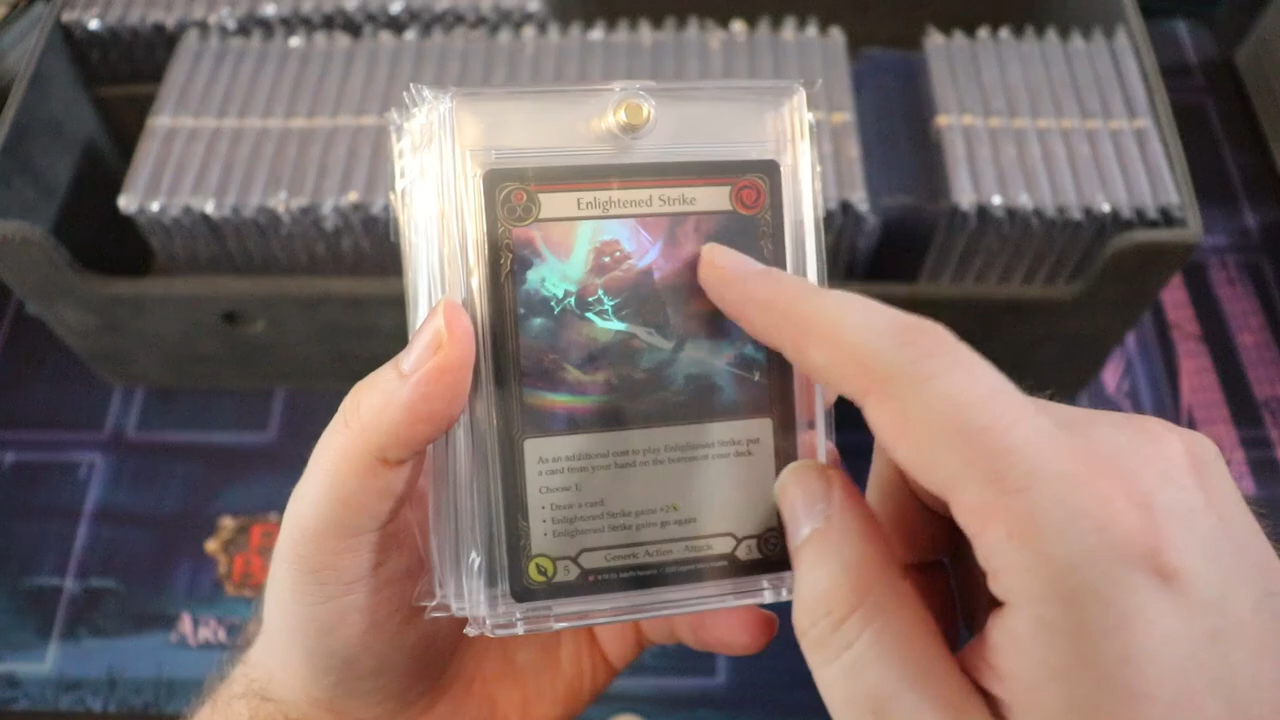 Enlightened Strike
As an additional cost to play Enlightened Strike, put
a card from your hand on the bottom of your deck.
Choose 1;
• Draw a card.
• Enlightened Strike gains +2
• Enlightened Strike gains go again
5 Generic Action - Attack 3